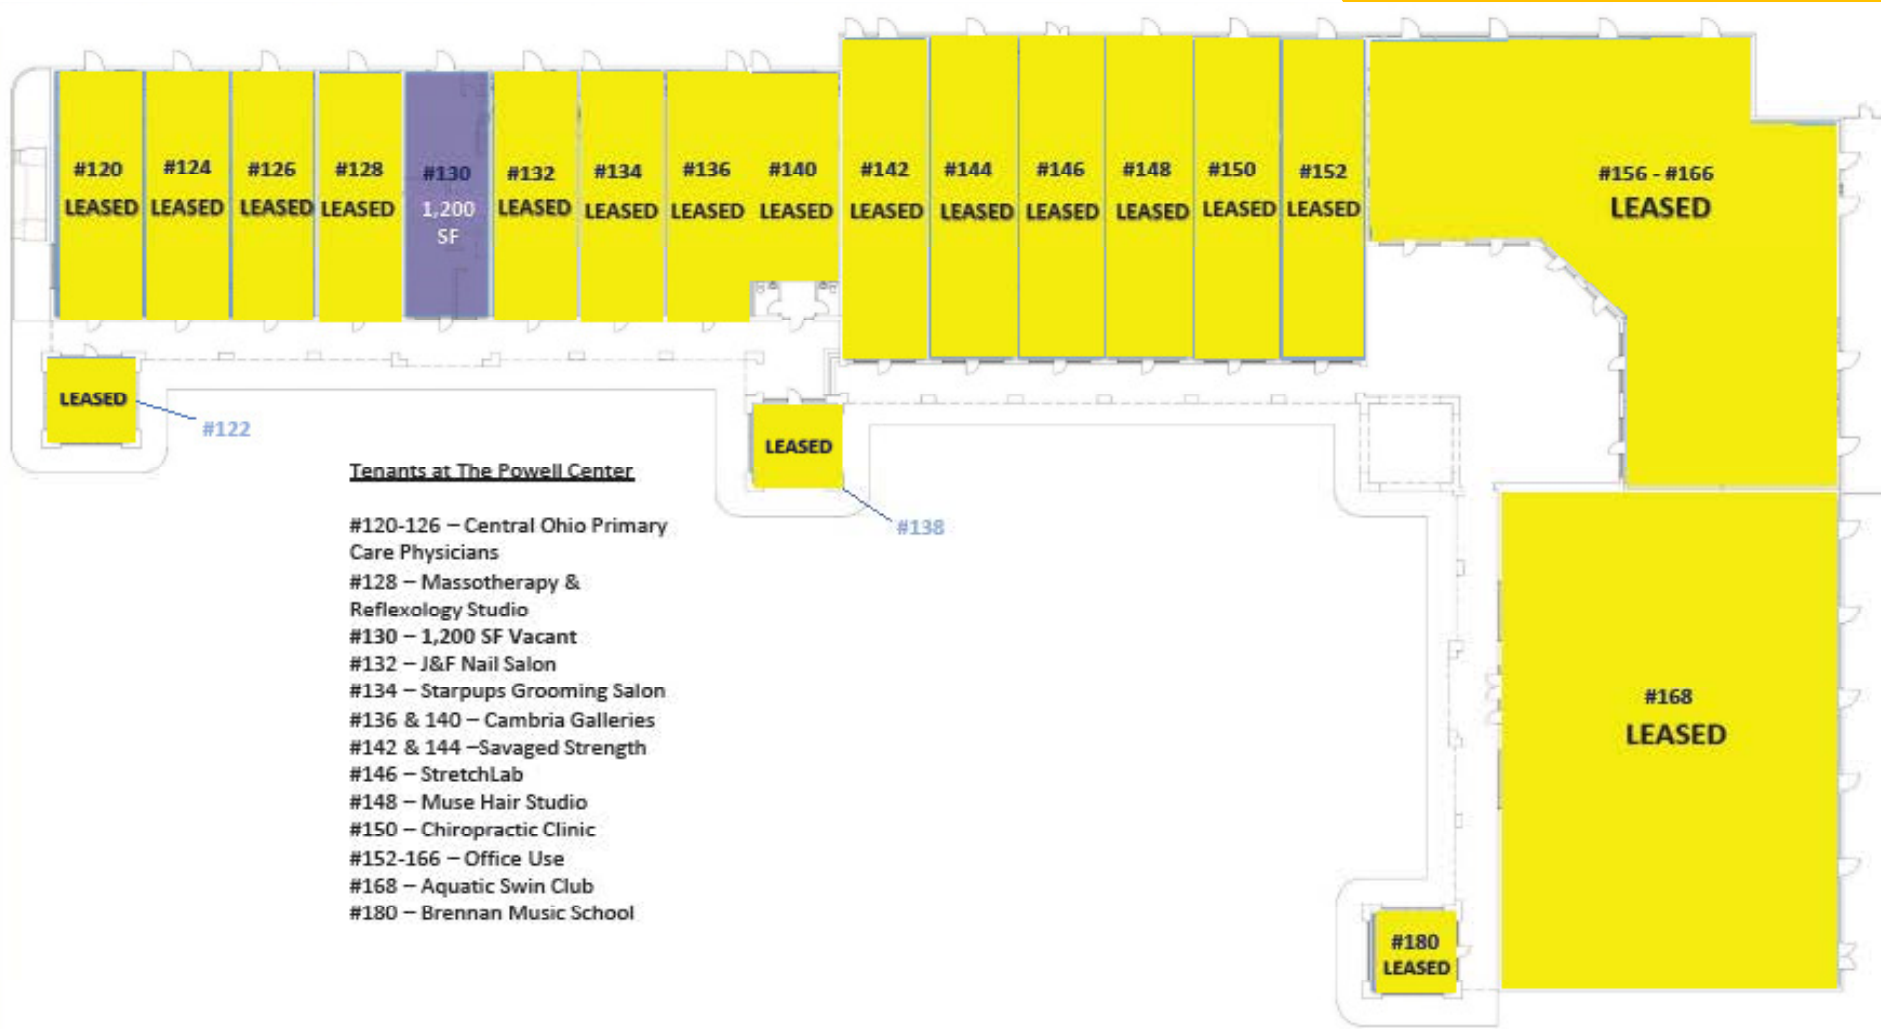 #120
LEASED
#124
LEASED
#126
LEASED
#128
LEASED
#130
1,200
SF
#132
LEASED
#134
LEASED
#136
LEASED
#140
LEASED
#142
LEASED
#144
LEASED
#146
LEASED
#148
LEASED
#150
LEASED
#152
LEASED
#156 - #166
LEASED
LEASED
#122
LEASED
#138
Tenants at The Powell Center
#120-126 – Central Ohio Primary
Care Physicians
#128 – Massotherapy &
Reflexology Studio
#130 – 1,200 SF Vacant
#132 – J&F Nail Salon
#134 – Starpups Grooming Salon
#136 & 140 – Cambria Galleries
#142 & 144 –Savaged Strength
#146 – StretchLab
#148 – Muse Hair Studio
#150 – Chiropractic Clinic
#152-166 – Office Use
#168 – Aquatic Swin Club
#180 – Brennan Music School
#168
LEASED
#180
LEASED